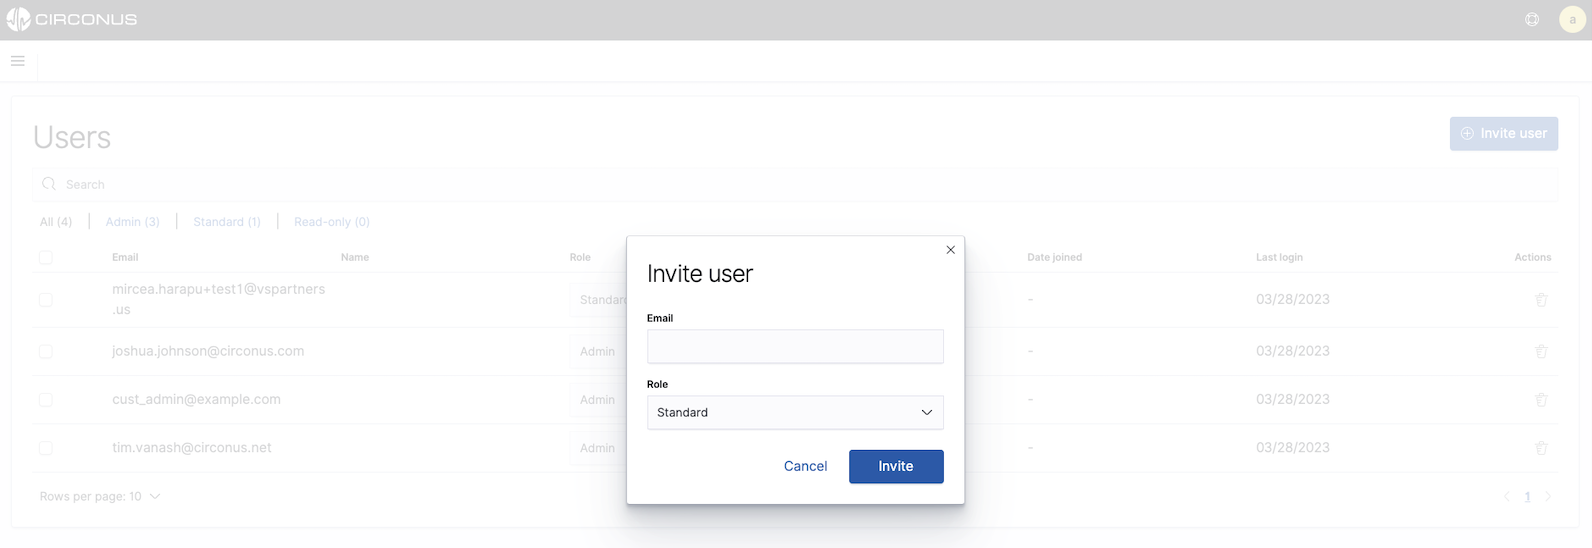 CIRCONUS
a
Users
Invite user
Search
All (4) | Admin (3) | Standard (1) | Read-only (0)
Email Name Role Date joined Last login Actions
mircea.harapu+test1@vspartners
.us
Standard - 03/28/2023
joshua.johnson@circonus.com Admin - 03/28/2023
cust_admin@example.com Admin - 03/28/2023
tim.vanash@circonus.net Admin - 03/28/2023
Rows per page: 10
1
Invite user
Email
Role
Standard
Cancel Invite